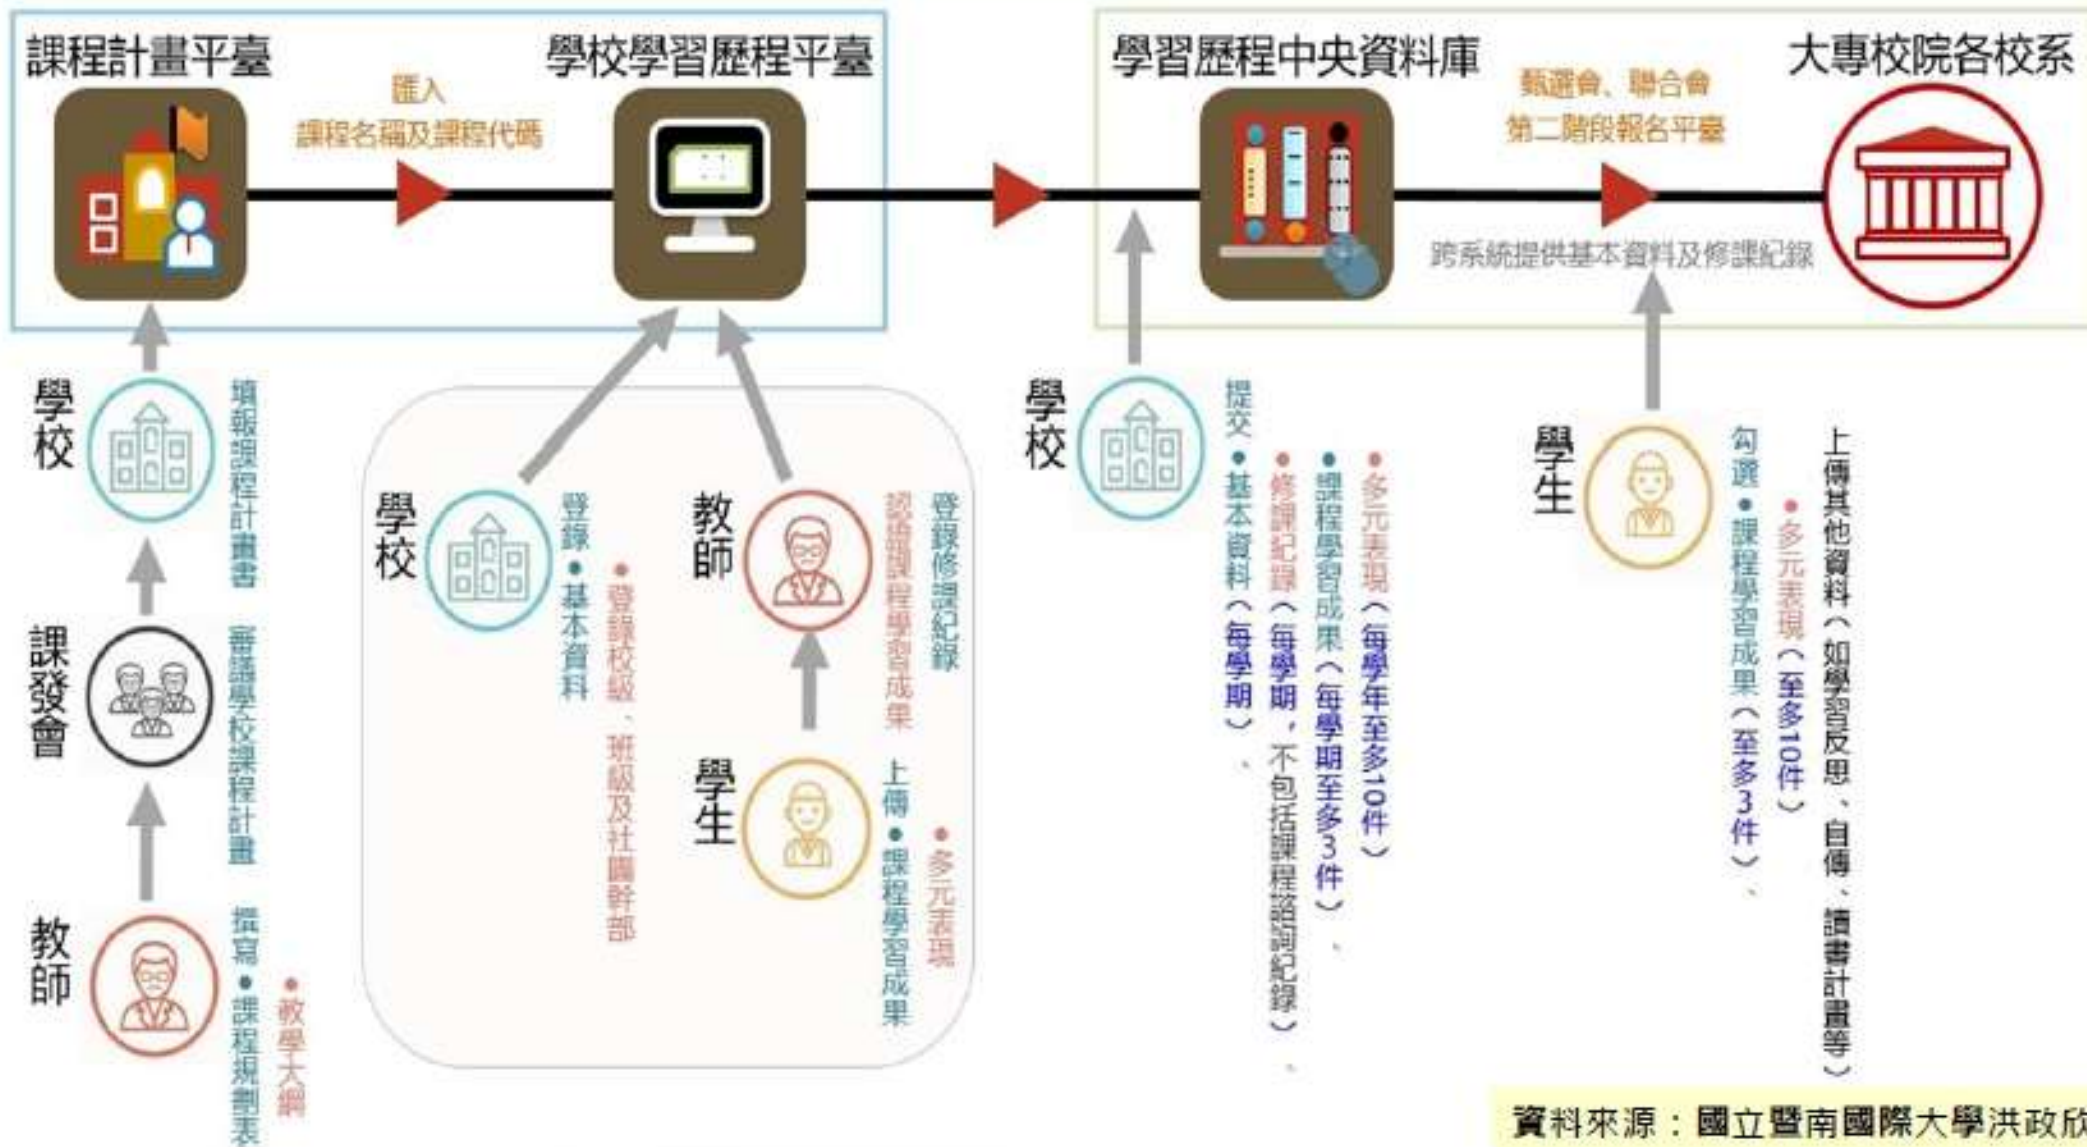 課程計畫平臺
匯入
課程名稱及課程代碼
學校學習歷程平臺
學習歷程中央資料庫
甄選會、聯合會
第二階段報名平臺
跨系統提供基本資料及修課紀錄
大專校院各校系
學校
填報課程計畫書
課發會
審議學校課程計畫
教師
撰寫•課程規劃表
•教學大綱
學校
登錄•基本資料
•登錄校級、班級及社團幹部
教師
登錄修課紀錄
認證課程學習成果
學生
上傳•課程學習成果
•多元表現
學校
提交•基本資料（每學期）、
•修課紀錄（每學期，不包括課程諮詢紀錄）、
•課程學習成果（每學期至多3件）、
•多元表現（每學年至多10件）
學生
勾選•課程學習成果（至多3件）、
•多元表現（至多10件）
上傳其他資料（如學習反思、自傳、讀書計畫等）
資料來源：國立暨南國際大學洪政欣